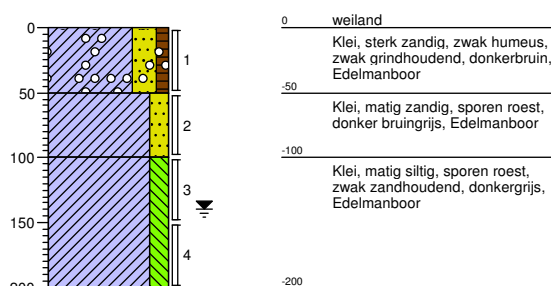 0
50
100
150
200
1
2
3
4
0 weiland
Klei, sterk zandig, zwak humeus,
zwak grindhoudend, donkerbruin,
Edelmanboor
-50
Klei, matig zandig, sporen roest,
donker bruingrijs, Edelmanboor
-100
Klei, matig siltig, sporen roest,
zwak zandhoudend, donkergrijs,
Edelmanboor
-200